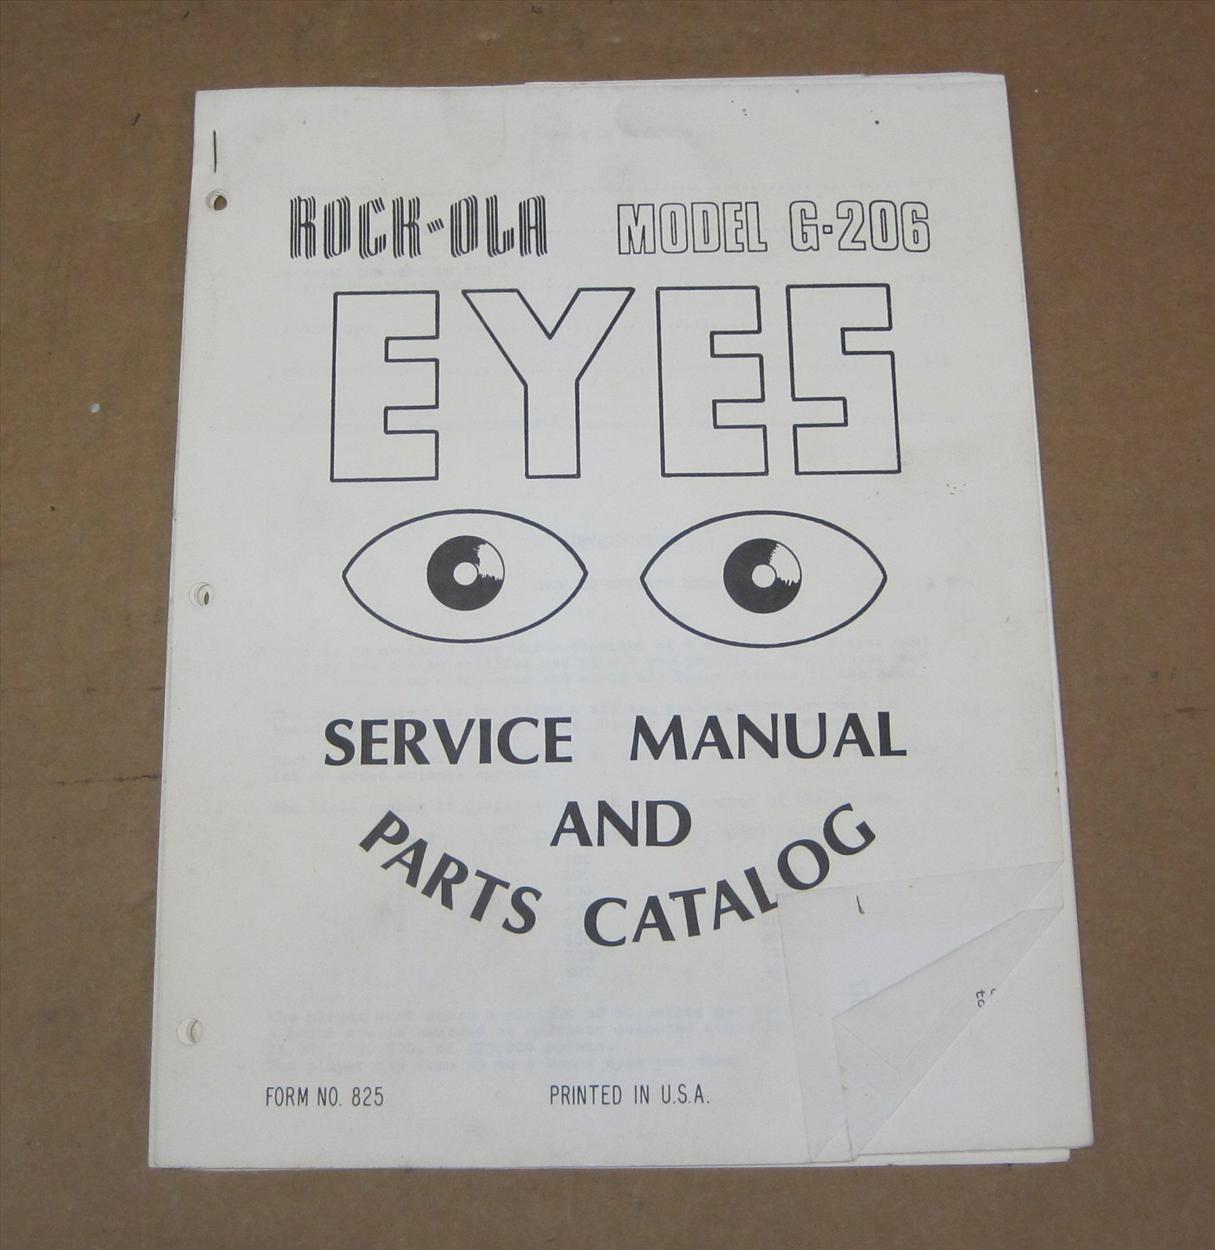 ROCK-OLA MODEL G-206
EYES
SERVICE MANUAL
AND
PARTS CATALOG
FORM NO. 825 PRINTED IN U.S.A.